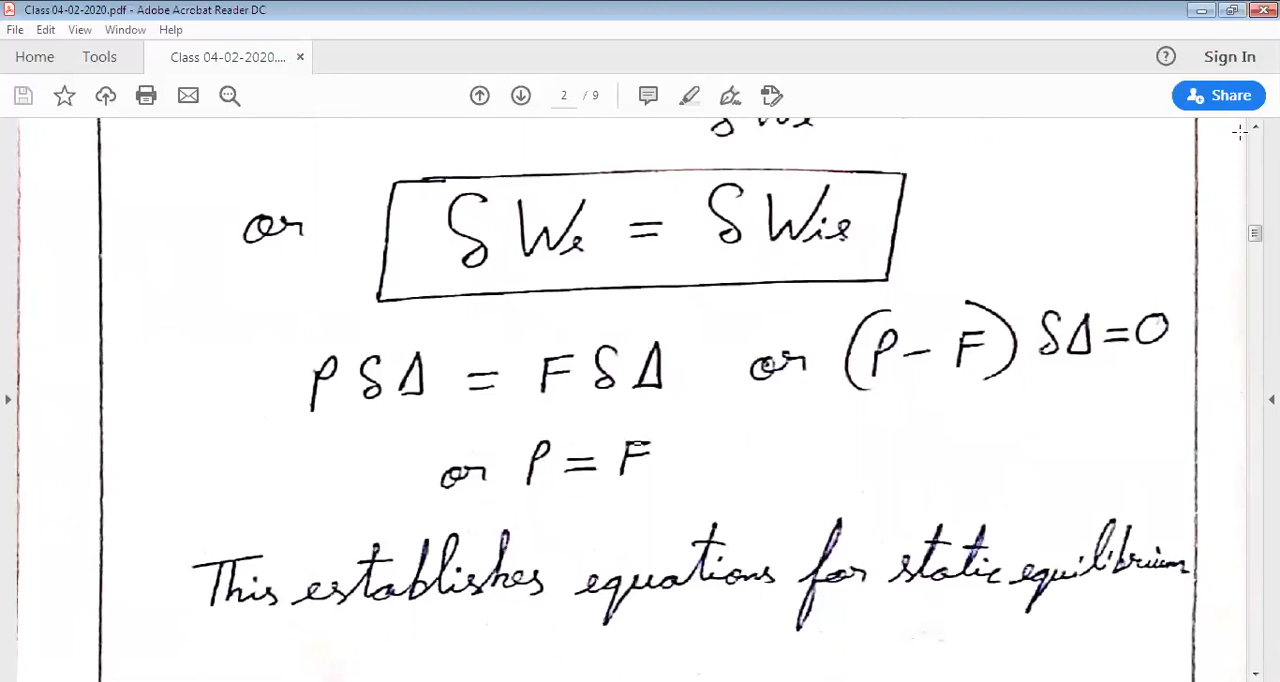 Class 04-02-2020.pdf - Adobe Acrobat Reader DC
File Edit View Window Help
Home Tools Class 04-02-2020.... × Sign In
2 / 9 Share
or δWe = δWie
PδΔ = FδΔ or (P-F) δΔ=0
or P = F
This establishes equations for static equilibrium